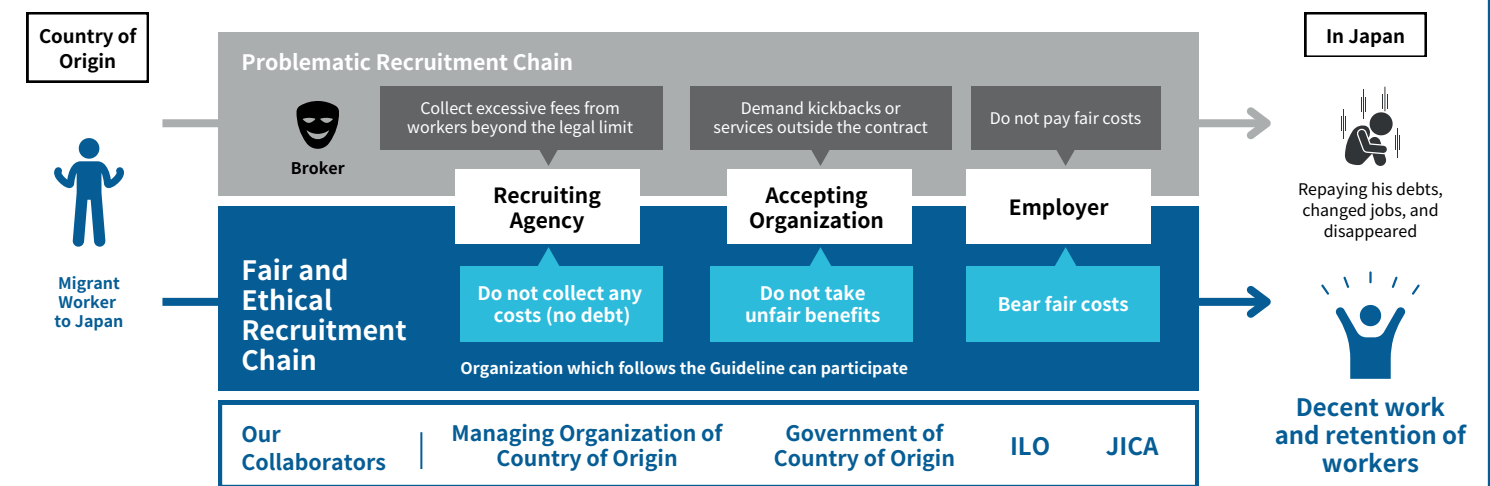 Country of
Origin
In Japan
Problematic Recruitment Chain
Broker
Collect excessive fees from
workers beyond the legal limit
Demand kickbacks or
services outside the contract
Do not pay fair costs
Recruiting
Agency
Accepting
Organization
Employer
Repaying his debts,
changed jobs, and
disappeared
Migrant
Worker
to Japan
Fair and
Ethical
Recruitment
Chain
Do not collect any
costs (no debt)
Do not take
unfair benefits
Bear fair costs
Organization which follows the Guideline can participate
Decent work
and retention of
workers
Our
Collaborators
Managing Organization of
Country of Origin
Government of
Country of Origin
ILO
JICA